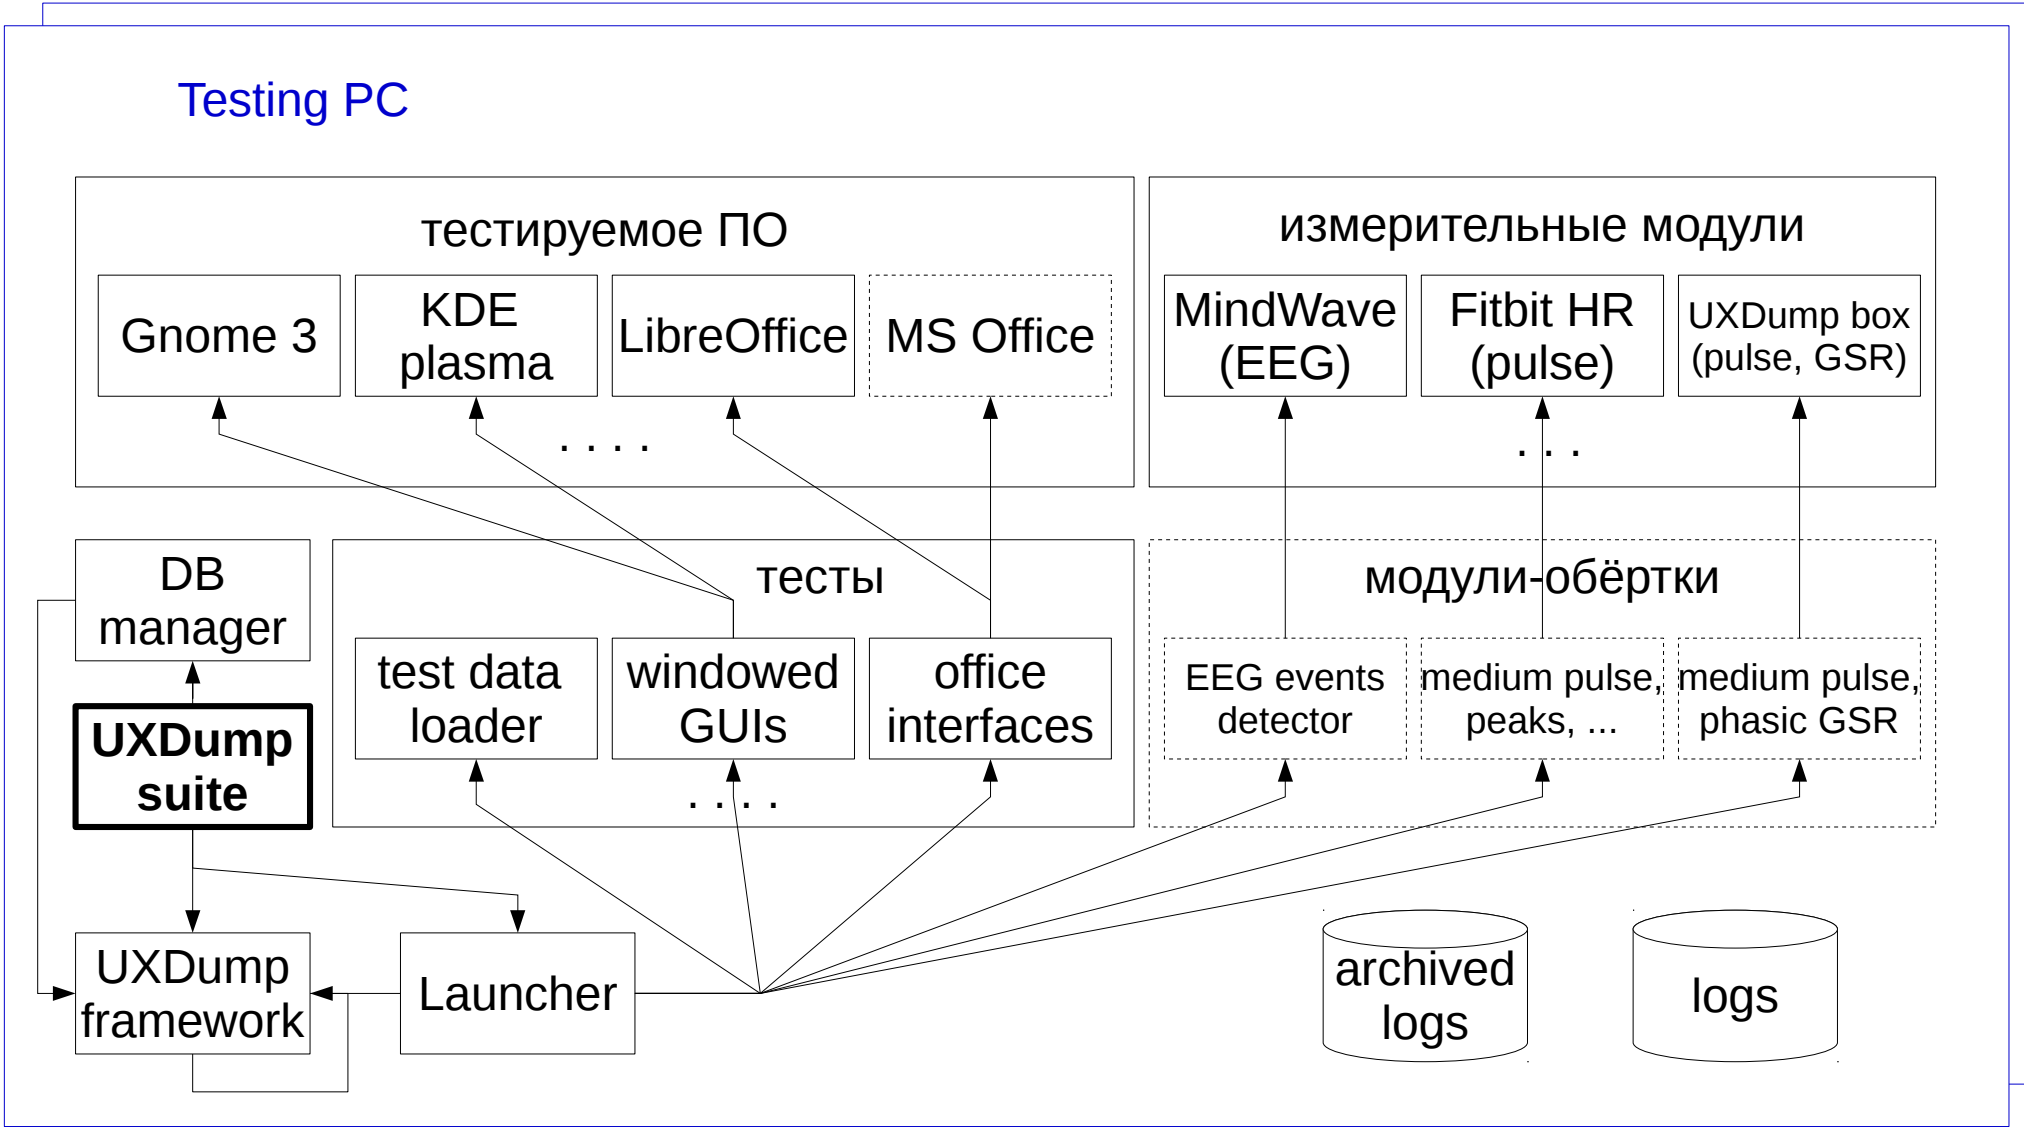 Testing PC
тестируемое ПО
измерительные модули
Gnome 3
KDE
plasma
LibreOffice
MS Office
MindWave
(EEG)
Fitbit HR
(pulse)
UXDump box
(pulse, GSR)
. . . .
. . .
DB
manager
тесты
модули-обёртки
test data
loader
windowed
GUIs
office
interfaces
EEG events
detector
medium pulse,
peaks, ...
medium pulse,
phasic GSR
UXDump
suite
. . . .
UXDump
framework
Launcher
archived
logs
logs